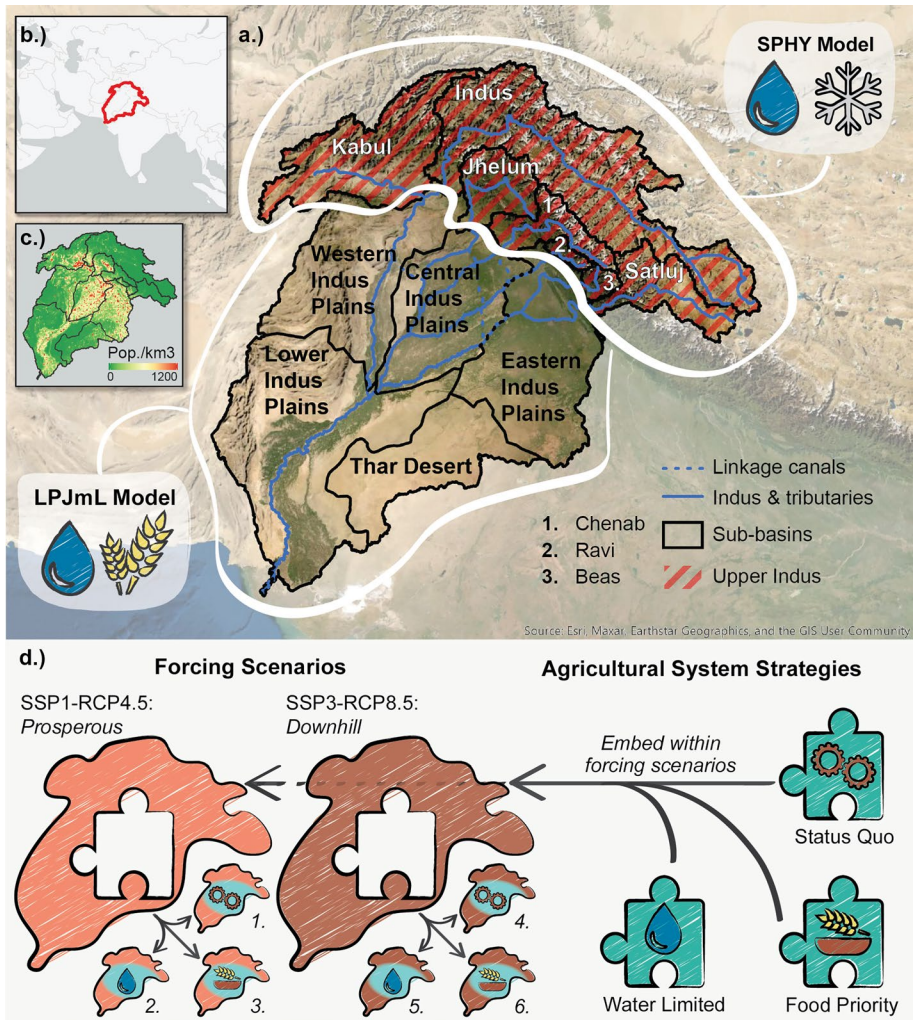 b.)
a.)
SPHY Model
Indus
Kabul
Jhelum
1.
2.
3.
Satluj
c.)
Pop./km3
0 1200
Western
Indus
Plains
Central
Indus
Plains
Lower
Indus
Plains
Eastern
Indus
Plains
Thar Desert
LPJmL Model
Linkage canals
Indus & tributaries
1. Chenab
2. Ravi
3. Beas
Sub-basins
Upper Indus
Source: Esri, Maxar, Earthstar Geographics, and the GIS User Community
d.)
Forcing Scenarios
Agricultural System Strategies
SSP1-RCP4.5:
Prosperous
SSP3-RCP8.5:
Downhill
Embed within
forcing scenarios
Status Quo
1.
2.
3.
4.
5.
6.
Water Limited
Food Priority